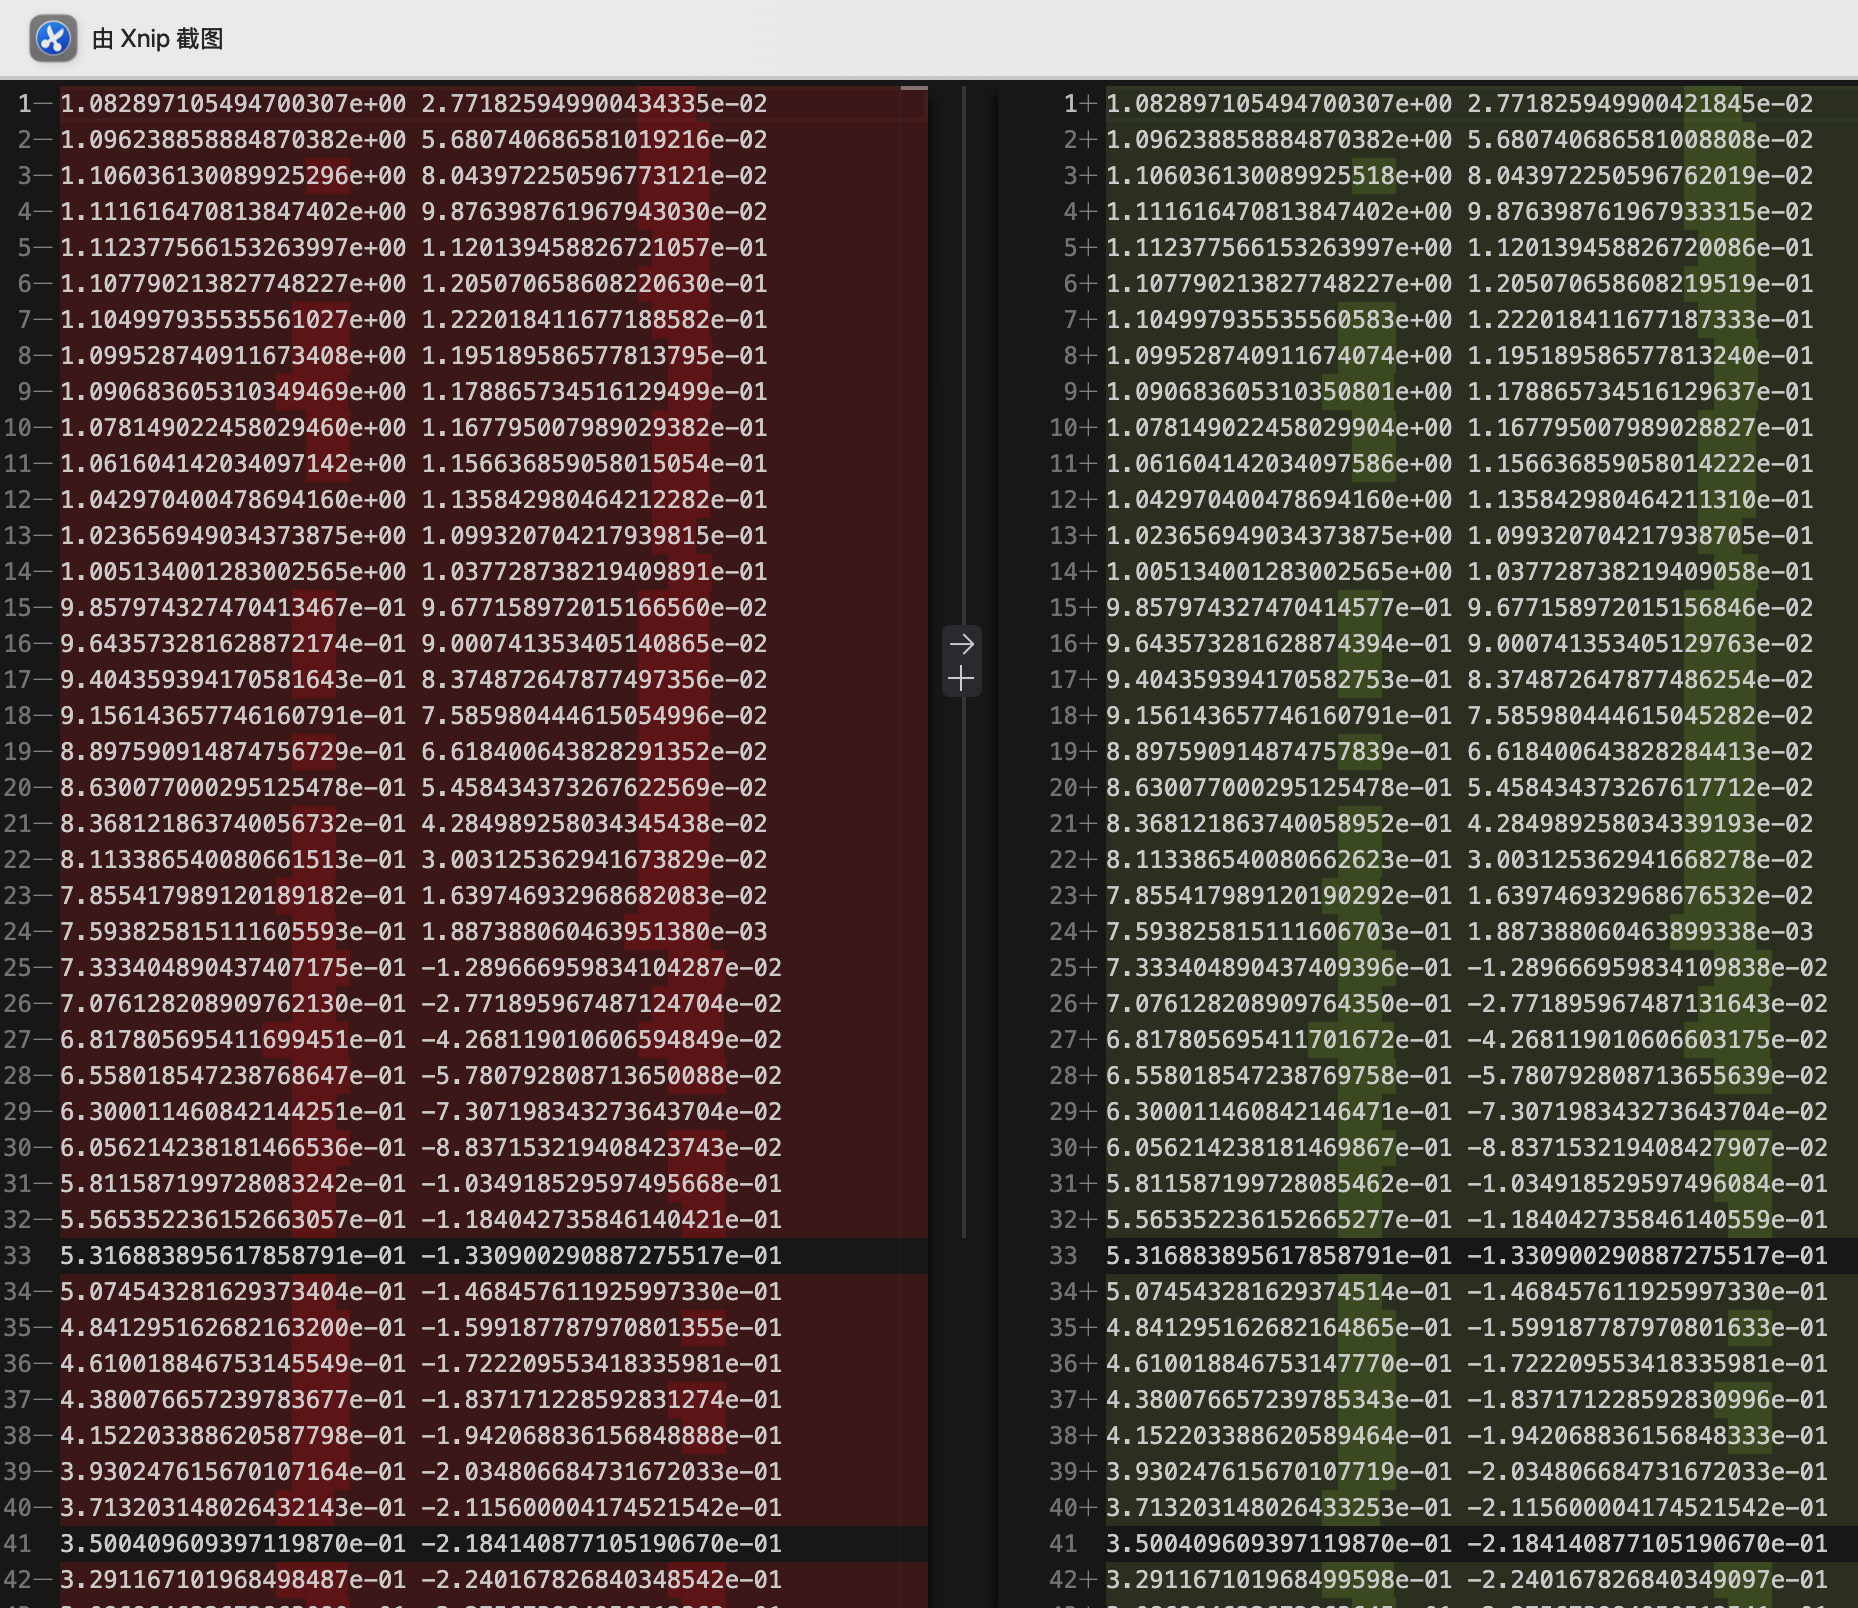 由 Xnip 截图
1— 1.082897105494700307e+00 2.771825949900434335e-02
2— 1.096238858884870382e+00 5.680740686581019216e-02
3— 1.106036130089925296e+00 8.043972250596773121e-02
4— 1.111616470813847402e+00 9.876398761967943030e-02
5— 1.112377566153263997e+00 1.120139458826721057e-01
6— 1.107790213827748227e+00 1.205070658608220630e-01
7— 1.104997935535561027e+00 1.222018411677188582e-01
8— 1.099528740911673408e+00 1.195189586577813795e-01
9— 1.090683605310349469e+00 1.178865734516129499e-01
10— 1.078149022458029460e+00 1.167795007989029382e-01
11— 1.061604142034097142e+00 1.156636859058015054e-01
12— 1.042970400478694160e+00 1.135842980464212282e-01
13— 1.023656949034373875e+00 1.099320704217939815e-01
14— 1.005134001283002565e+00 1.037728738219409891e-01
15— 9.857974327470413467e-01 9.677158972015166560e-02
16— 9.643573281628872174e-01 9.000741353405140865e-02
17— 9.404359394170581643e-01 8.374872647877497356e-02
18— 9.156143657746160791e-01 7.585980444615054996e-02
19— 8.897590914874756729e-01 6.618400643828291352e-02
20— 8.630077000295125478e-01 5.458434373267622569e-02
21— 8.368121863740056732e-01 4.284989258034345438e-02
22— 8.113386540080661513e-01 3.003125362941673829e-02
23— 7.855417989120189182e-01 1.639746932968682083e-02
24— 7.593825815111605593e-01 1.887388060463951380e-03
25— 7.333404890437407175e-01 -1.289666959834104287e-02
26— 7.076128208909762130e-01 -2.771895967487124704e-02
27— 6.817805695411699451e-01 -4.268119010606594849e-02
28— 6.558018547238768647e-01 -5.780792808713650088e-02
29— 6.300011460842144251e-01 -7.307198343273643704e-02
30— 6.056214238181466536e-01 -8.837153219408423743e-02
31— 5.811587199728083242e-01 -1.034918529597495668e-01
32— 5.565352236152663057e-01 -1.184042735846140421e-01
33 5.316883895617858791e-01 -1.330900290887275517e-01
34— 5.074543281629373404e-01 -1.468457611925997330e-01
35— 4.841295162682163200e-01 -1.599187787970801355e-01
36— 4.610018846753145549e-01 -1.722209553418335981e-01
37— 4.380076657239783677e-01 -1.837171228592831274e-01
38— 4.152203388620587798e-01 -1.942068836156848888e-01
39— 3.930247615670107164e-01 -2.034806684731672033e-01
40— 3.713203148026432143e-01 -2.115600004174521542e-01
41 3.500409609397119870e-01 -2.184140877105190670e-01
42— 3.291167101968498487e-01 -2.240167826840348542e-01
1+ 1.082897105494700307e+00 2.771825949900421845e-02
2+ 1.096238858884870382e+00 5.680740686581008808e-02
3+ 1.106036130089925518e+00 8.043972250596762019e-02
4+ 1.111616470813847402e+00 9.876398761967933315e-02
5+ 1.112377566153263997e+00 1.120139458826720086e-01
6+ 1.107790213827748227e+00 1.205070658608219519e-01
7+ 1.104997935535560583e+00 1.222018411677187333e-01
8+ 1.099528740911674074e+00 1.195189586577813240e-01
9+ 1.090683605310350801e+00 1.178865734516129637e-01
10+ 1.078149022458029904e+00 1.167795007989028827e-01
11+ 1.061604142034097586e+00 1.156636859058014222e-01
12+ 1.042970400478694160e+00 1.135842980464211310e-01
13+ 1.023656949034373875e+00 1.099320704217938705e-01
14+ 1.005134001283002565e+00 1.037728738219409058e-01
15+ 9.857974327470414577e-01 9.677158972015156846e-02
16+ 9.643573281628874394e-01 9.000741353405129763e-02
17+ 9.404359394170582753e-01 8.374872647877486254e-02
18+ 9.156143657746160791e-01 7.585980444615045282e-02
19+ 8.897590914874757839e-01 6.618400643828284413e-02
20+ 8.630077000295125478e-01 5.458434373267617712e-02
21+ 8.368121863740058952e-01 4.284989258034339193e-02
22+ 8.113386540080662623e-01 3.003125362941668278e-02
23+ 7.855417989120190292e-01 1.639746932968676532e-02
24+ 7.593825815111606703e-01 1.887388060463899338e-03
25+ 7.333404890437409396e-01 -1.289666959834109838e-02
26+ 7.076128208909764350e-01 -2.771895967487131643e-02
27+ 6.817805695411701672e-01 -4.268119010606603175e-02
28+ 6.558018547238769758e-01 -5.780792808713655639e-02
29+ 6.300011460842146471e-01 -7.307198343273643704e-02
30+ 6.056214238181469867e-01 -8.837153219408427907e-02
31+ 5.811587199728085462e-01 -1.034918529597496084e-01
32+ 5.565352236152665277e-01 -1.184042735846140559e-01
33 5.316883895617858791e-01 -1.330900290887275517e-01
34+ 5.074543281629374514e-01 -1.468457611925997330e-01
35+ 4.841295162682164865e-01 -1.599187787970801633e-01
36+ 4.610018846753147770e-01 -1.722209553418335981e-01
37+ 4.380076657239785343e-01 -1.837171228592830996e-01
38+ 4.152203388620589464e-01 -1.942068836156848333e-01
39+ 3.930247615670107719e-01 -2.034806684731672033e-01
40+ 3.713203148026433253e-01 -2.115600004174521542e-01
41 3.500409609397119870e-01 -2.184140877105190670e-01
42+ 3.291167101968499598e-01 -2.240167826840349097e-01